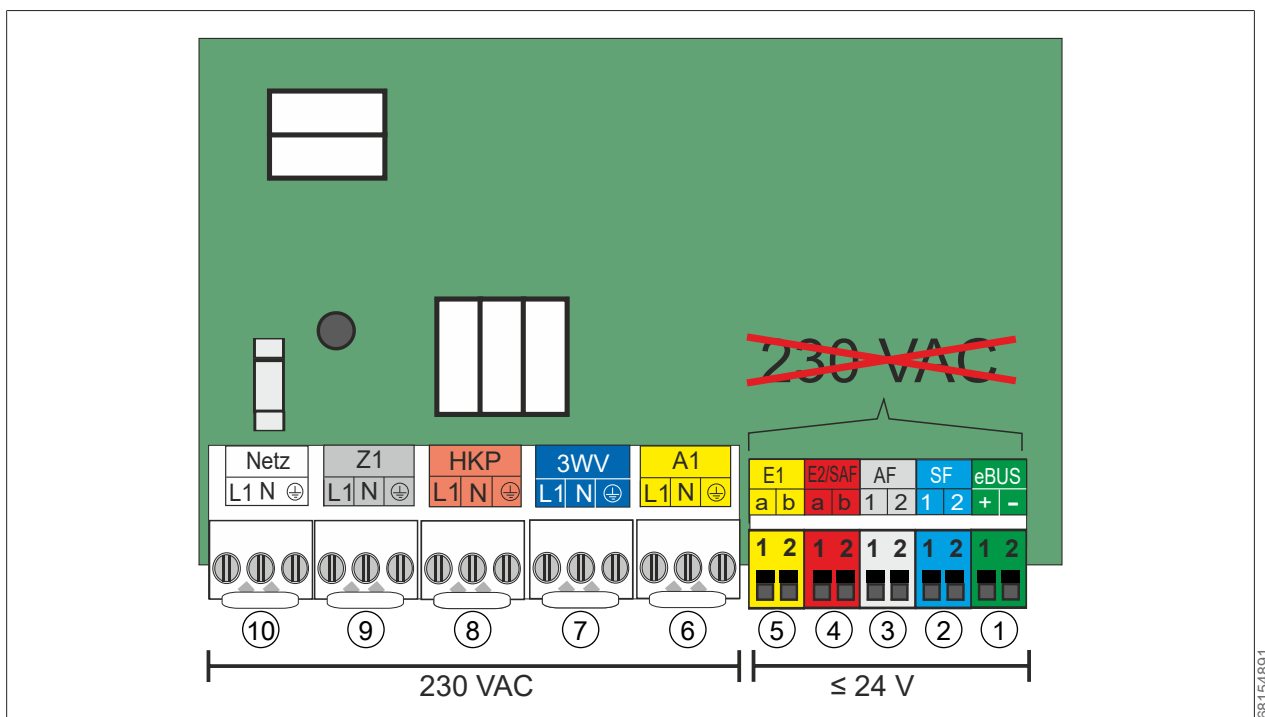 230 VAC
Netz Z1 HKP 3WV A1 E1 E2/SAF AF SF eBUS
L1 N L1 N L1 N L1 N L1 N a b a b 1 2 1 2 + -
1 2 1 2 1 2 1 2 1 2
10 9 8 7 6 5 4 3 2 1
230 VAC ≤ 24 V
68154891